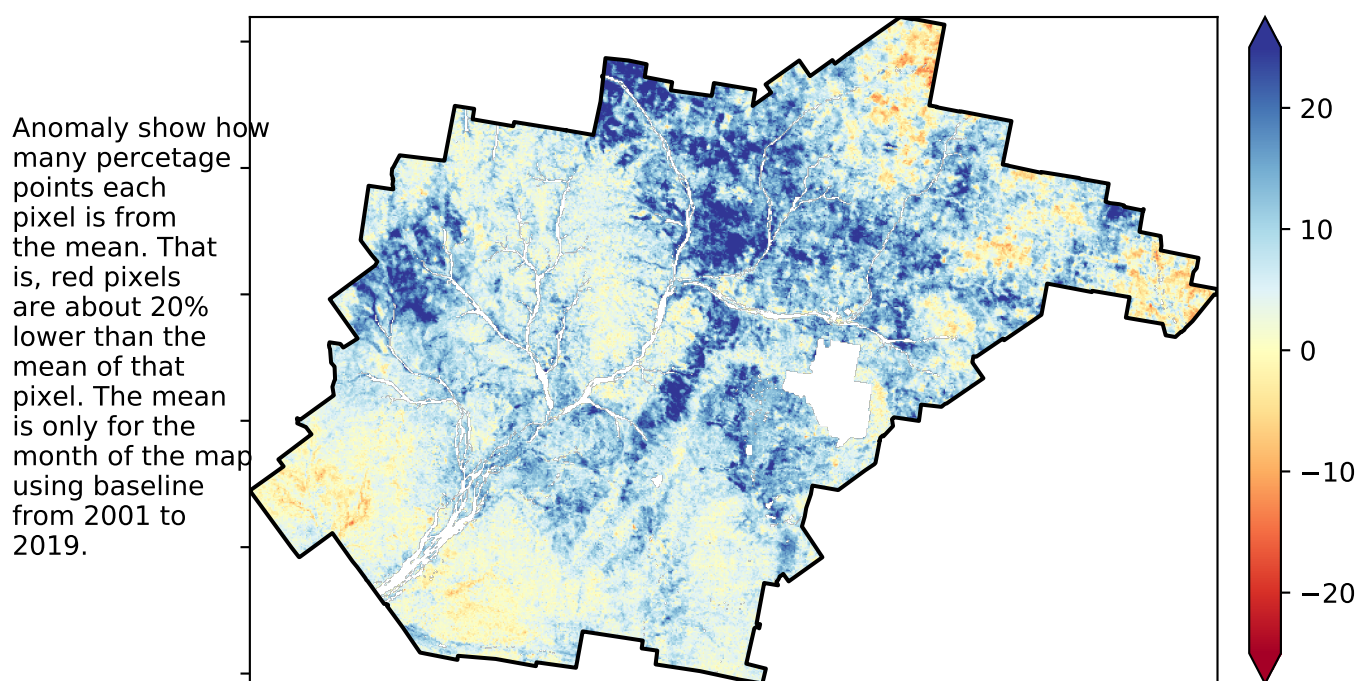 Anomaly show how
many percetage
points each
pixel is from
the mean. That
is, red pixels
are about 20%
lower than the
mean of that
pixel. The mean
is only for the
month of the map
using baseline
from 2001 to
2019.
20
10
0
−10
−20